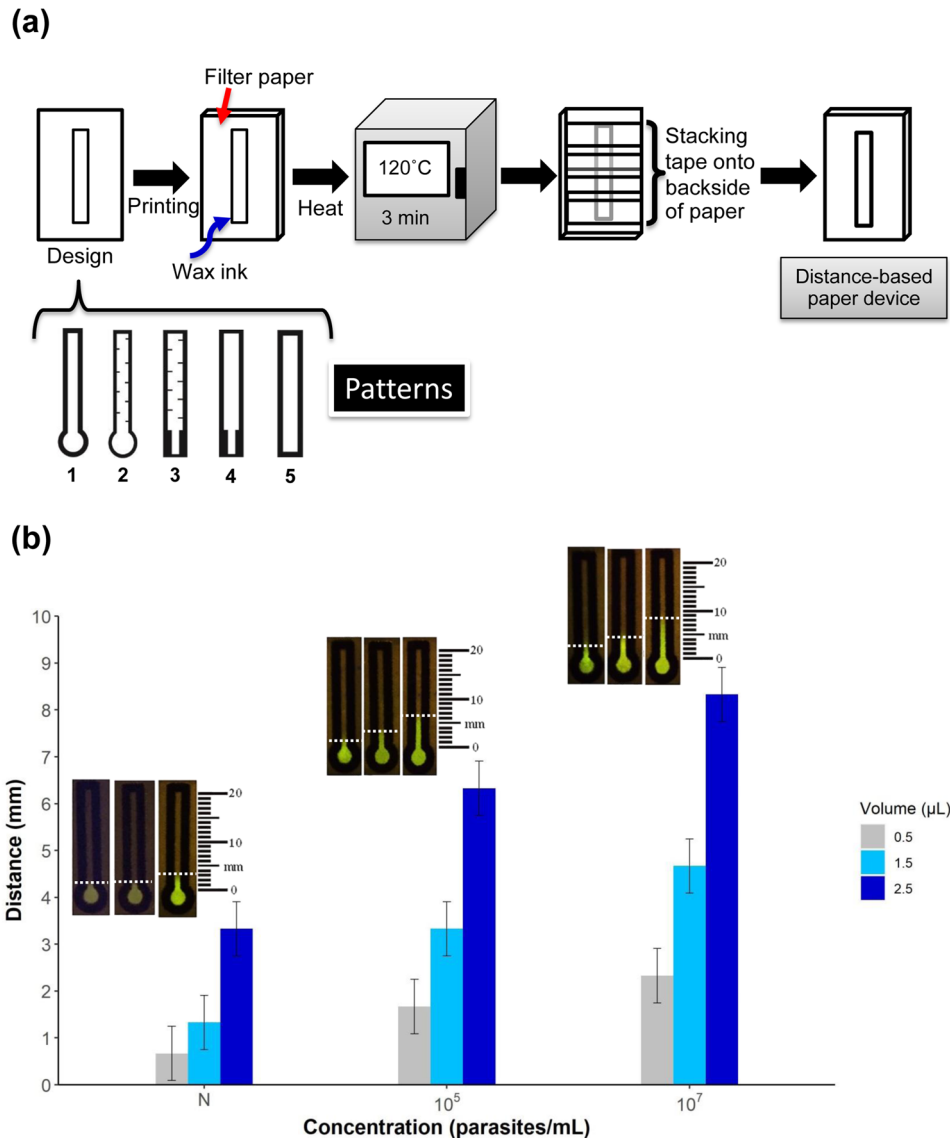 (a)
Filter paper
Printing
Heat
120°C
3 min
Stacking
tape onto
backside
of paper
Design
Wax ink
Distance-based
paper device
Patterns
1 2 3 4 5
(b)
Distance (mm)
10
9
8
7
6
5
4
3
2
1
0
20
10
mm
0
20
10
mm
0
20
10
mm
0
Volume (µL)
0.5
1.5
2.5
N 10⁵ 10⁷
Concentration (parasites/mL)